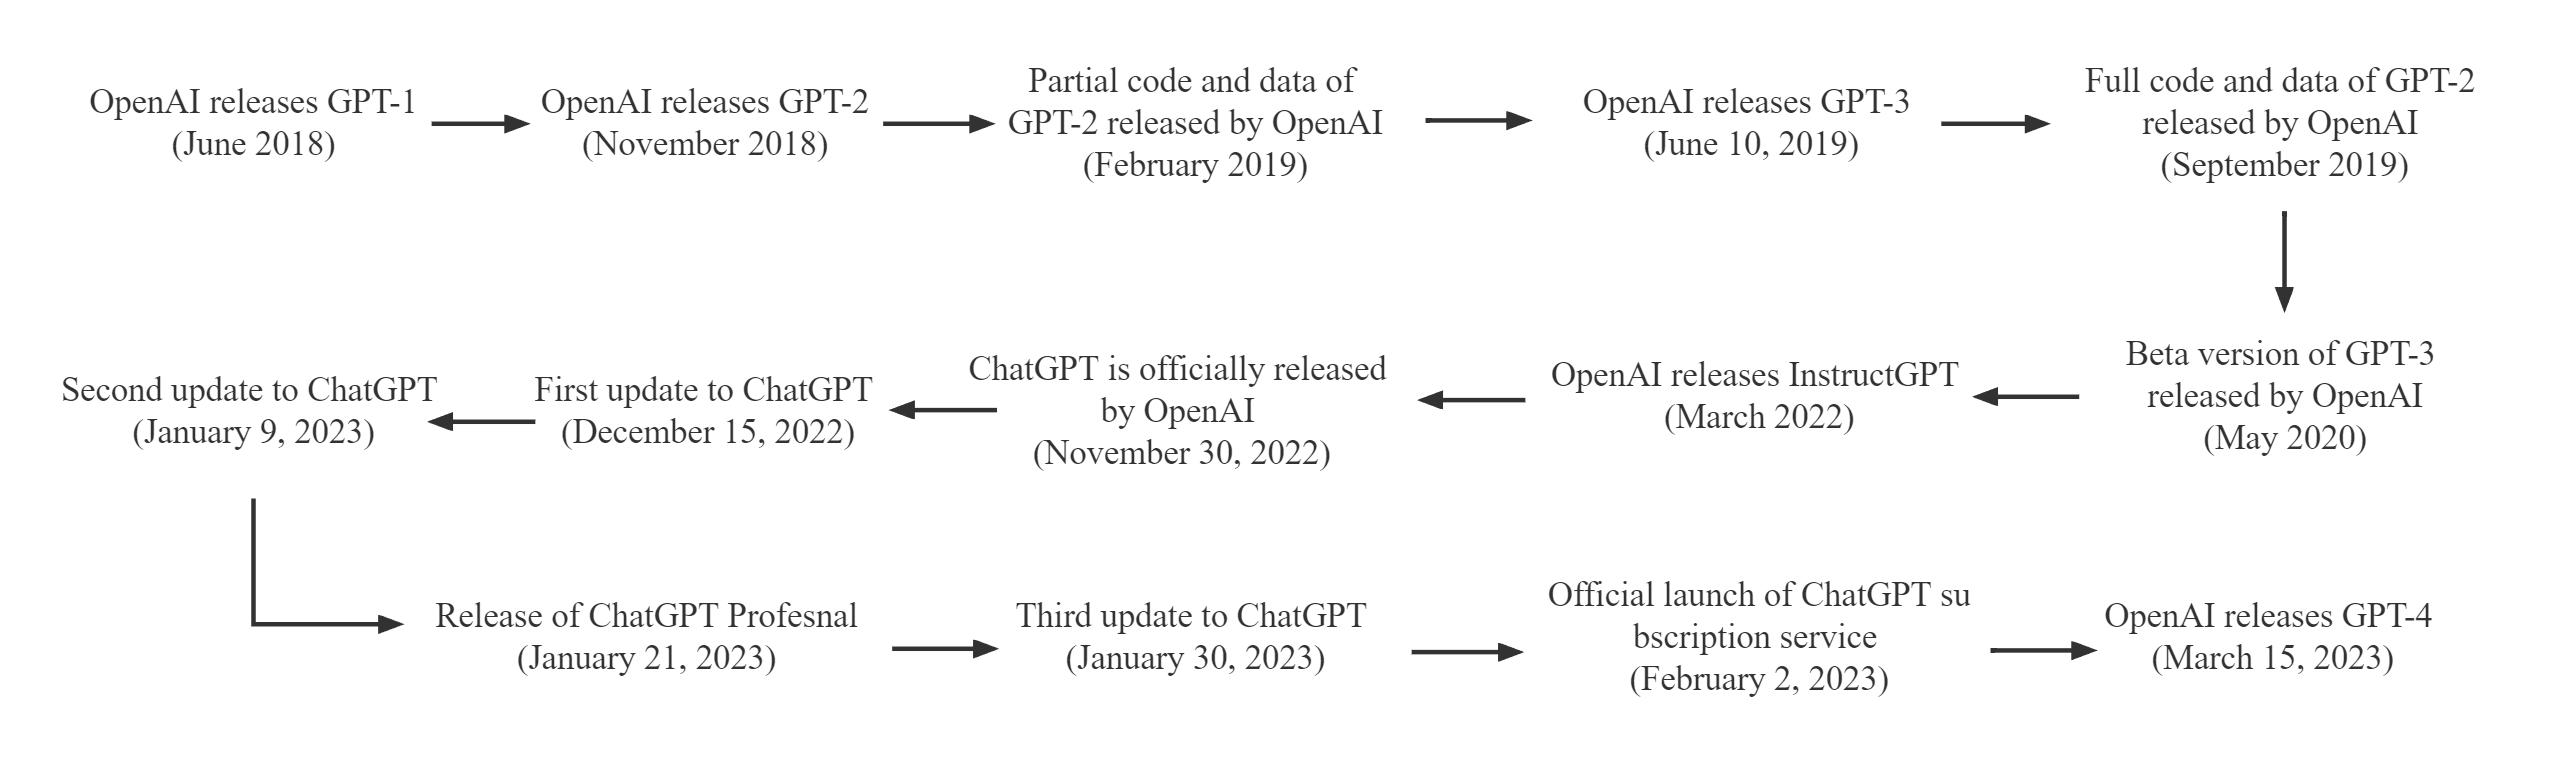 OpenAI releases GPT-1
(June 2018)
OpenAI releases GPT-2
(November 2018)
Partial code and data of
GPT-2 released by OpenAI
(February 2019)
OpenAI releases GPT-3
(June 10, 2019)
Full code and data of GPT-2
released by OpenAI
(September 2019)
Beta version of GPT-3
released by OpenAI
(May 2020)
OpenAI releases InstructGPT
(March 2022)
ChatGPT is officially released
by OpenAI
(November 30, 2022)
First update to ChatGPT
(December 15, 2022)
Second update to ChatGPT
(January 9, 2023)
Release of ChatGPT Profesnal
(January 21, 2023)
Third update to ChatGPT
(January 30, 2023)
Official launch of ChatGPT su
bscription service
(February 2, 2023)
OpenAI releases GPT-4
(March 15, 2023)